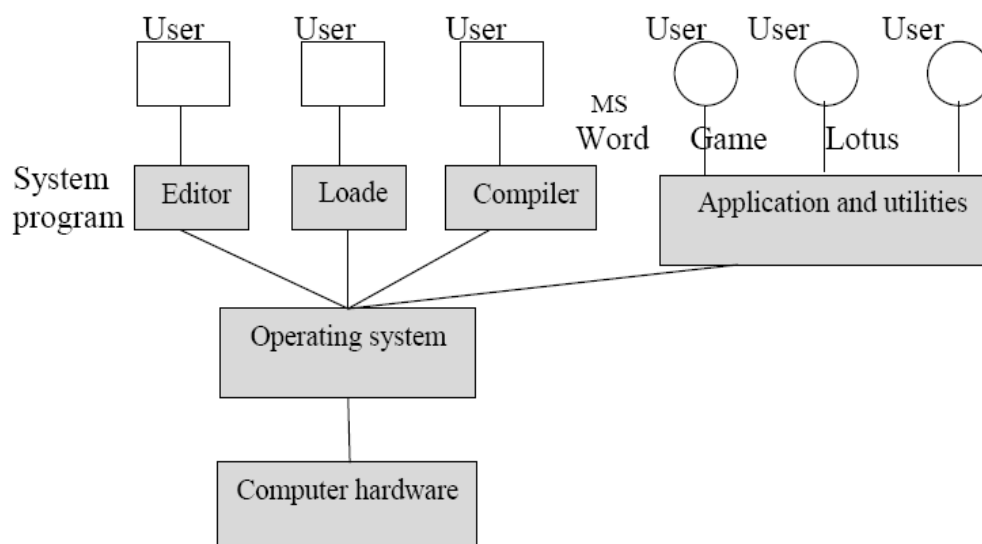 User User User User User User
MS
Word Game Lotus
System
program
Editor Loade Compiler Application and utilities
Operating system
Computer hardware